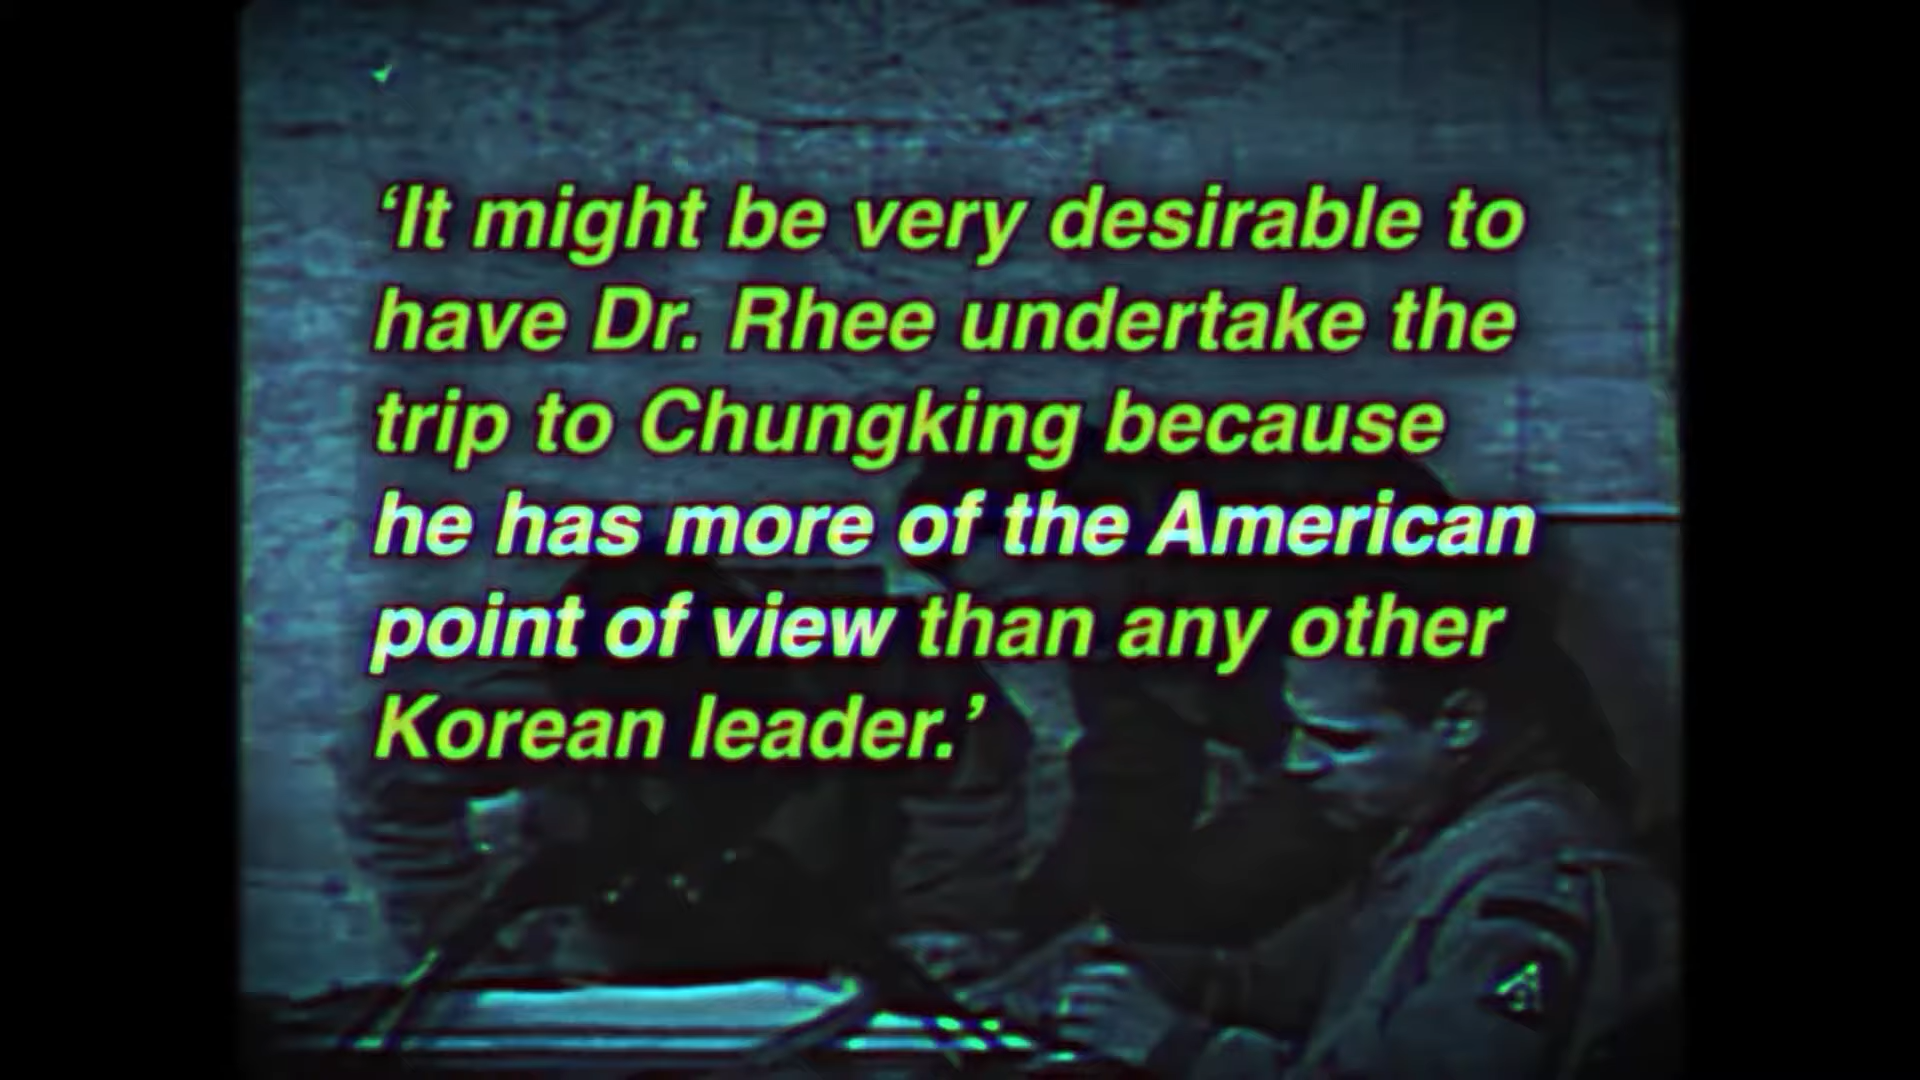 ‘It might be very desirable to
have Dr. Rhee undertake the
trip to Chungking because
he has more of the American
point of view than any other
Korean leader.’